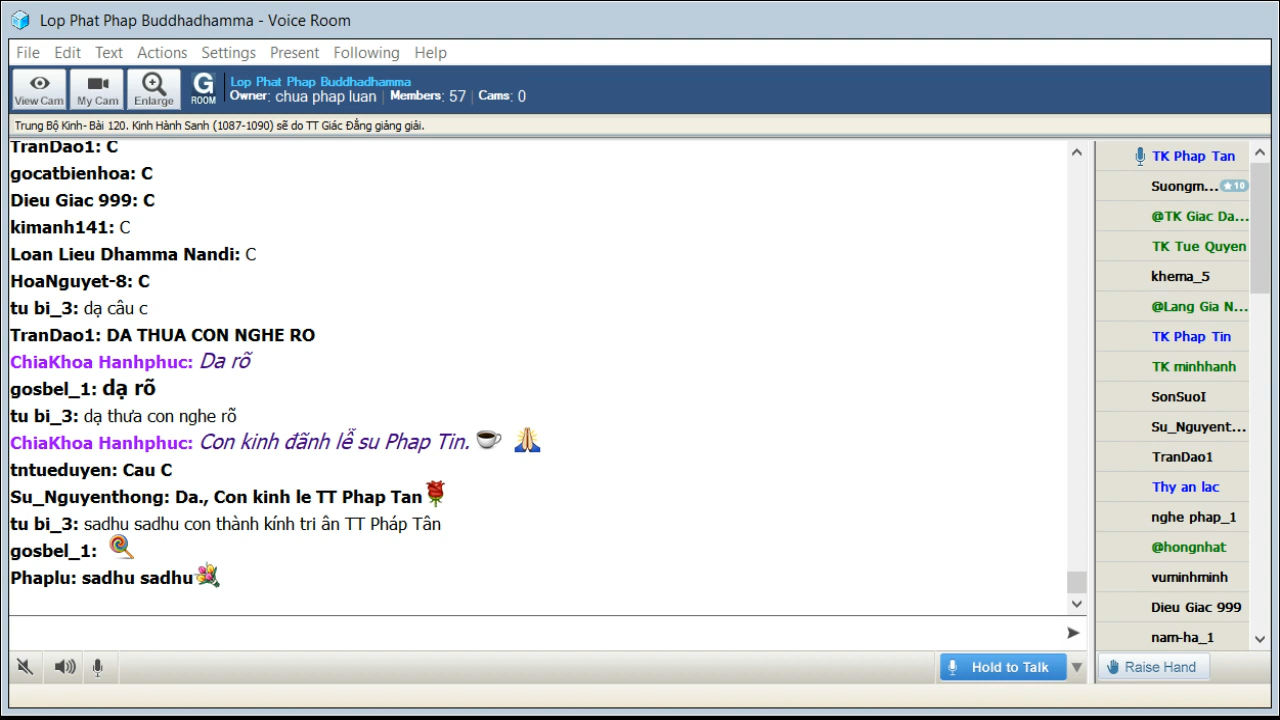 Lop Phat Phap Buddhadhamma - Voice Room
File Edit Text Actions Settings Present Following Help
View Cam My Cam Enlarge G ROOM
Lop Phat Phap Buddhadhamma
Owner: chua phap luan | Members: 57 | Cams: 0
Trung Bộ Kinh- Bài 120. Kinh Hành Sanh (1087-1090) sẽ do TT Giác Đẳng giảng giải.
TranDao1: C
gocatbienhoa: C
Dieu Giac 999: C
kimanh141: C
Loan Lieu Dhamma Nandi: C
HoaNguyet-8: C
tu bi_3: dạ câu c
TranDao1: DA THUA CON NGHE RO
ChiaKhoa Hanhphuc: Da rõ
gosbel_1: dạ rõ
tu bi_3: dạ thưa con nghe rõ
ChiaKhoa Hanhphuc: Con kinh đãnh lễ su Phap Tin.
tntueduyen: Cau C
Su_Nguyenthong: Da., Con kinh le TT Phap Tan
tu bi_3: sadhu sadhu con thành kính tri ân TT Pháp Tân
gosbel_1:
Phaplu: sadhu sadhu
TK Phap Tan
Suongm... 10
@TK Giac Da...
TK Tue Quyen
khema_5
@Lang Gia N...
TK Phap Tin
TK minhhanh
SonSuoI
Su_Nguyent...
TranDao1
Thy an lac
nghe phap_1
@hongnhat
vuminhminh
Dieu Giac 999
nam-ha_1
Hold to Talk
Raise Hand